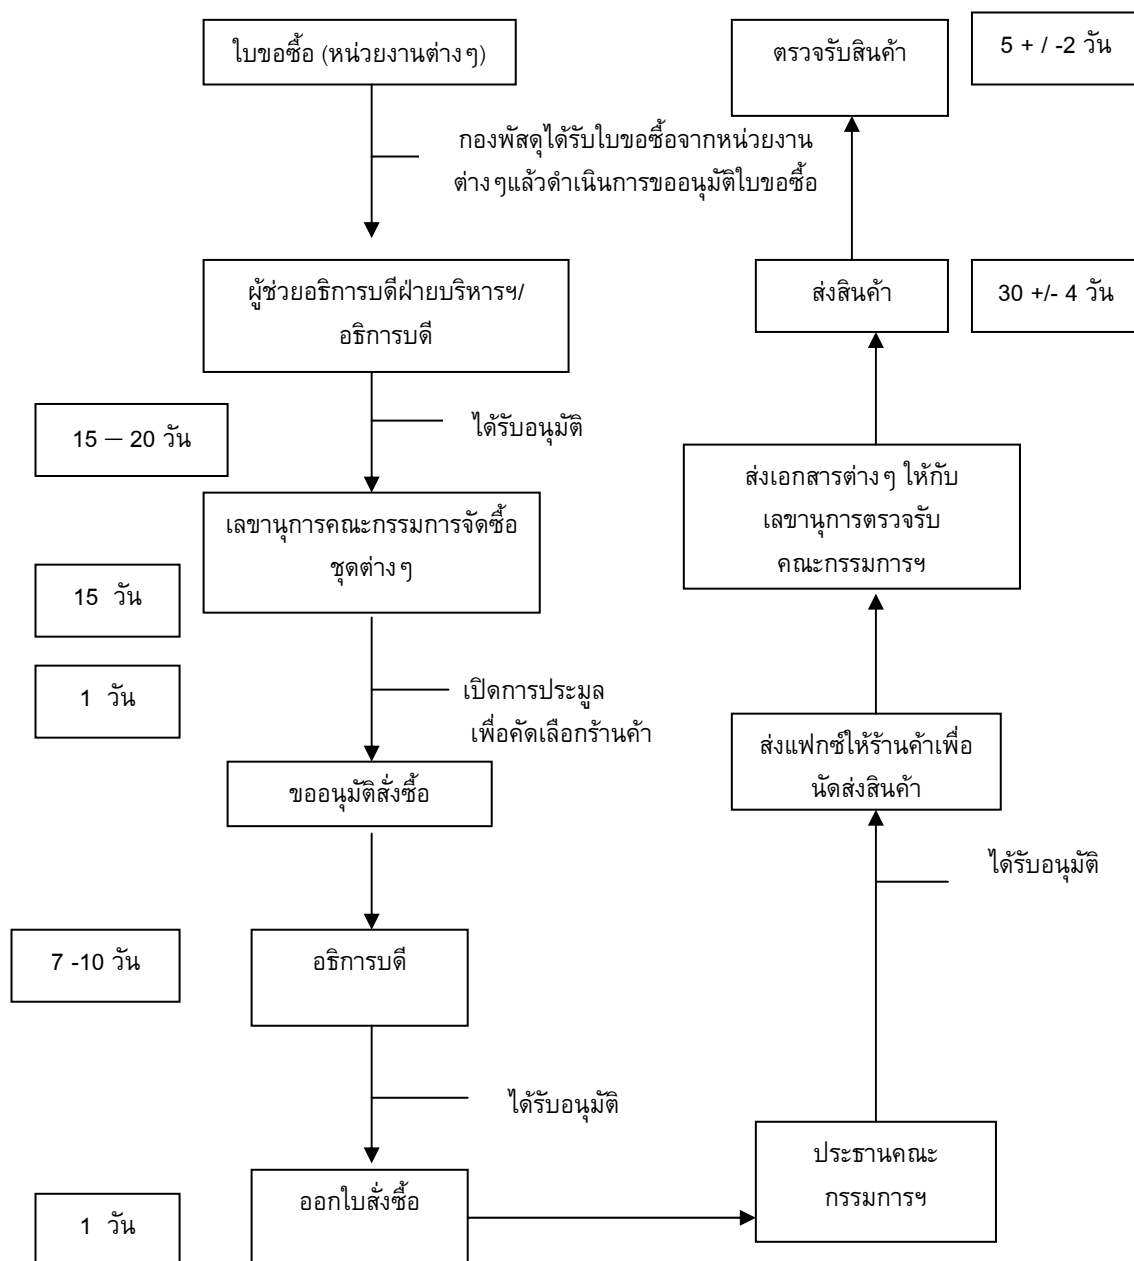 ใบขอซื้อ (หน่วยงานต่างๆ)
กองพัสดุได้รับใบขอซื้อจากหน่วยงาน
ต่างๆแล้วดำเนินการขออนุมัติใบขอซื้อ
ผู้ช่วยอธิการบดีฝ่ายบริหารฯ/
อธิการบดี
ได้รับอนุมัติ
15 – 20 วัน
เลขานุการคณะกรรมการจัดซื้อ
ชุดต่างๆ
15 วัน
1 วัน
เปิดการประมูล
เพื่อคัดเลือกร้านค้า
ขออนุมัติสั่งซื้อ
7 -10 วัน
อธิการบดี
ได้รับอนุมัติ
ออกใบสั่งซื้อ
1 วัน
ประธานคณะ
กรรมการฯ
ได้รับอนุมัติ
ส่งแฟกซ์ให้ร้านค้าเพื่อ
นัดส่งสินค้า
ส่งเอกสารต่างๆ ให้กับ
เลขานุการตรวจรับ
คณะกรรมการฯ
ส่งสินค้า
30 +/- 4 วัน
ตรวจรับสินค้า
5 + / -2 วัน